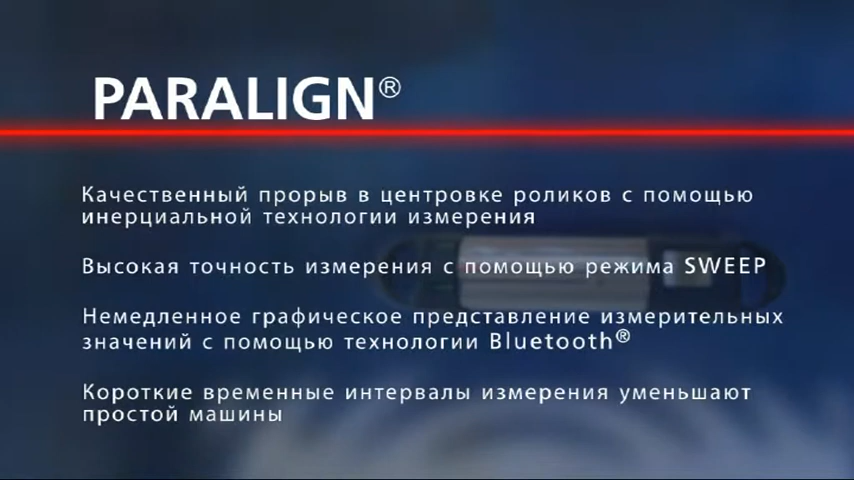 PARALIGN®
Качественный прорыв в центровке роликов с помощью
инерциальной технологии измерения
Высокая точность измерения с помощью режима SWEEP
Немедленное графическое представление измерительных
значений с помощью технологии Bluetooth®
Короткие временные интервалы измерения уменьшают
простой машины